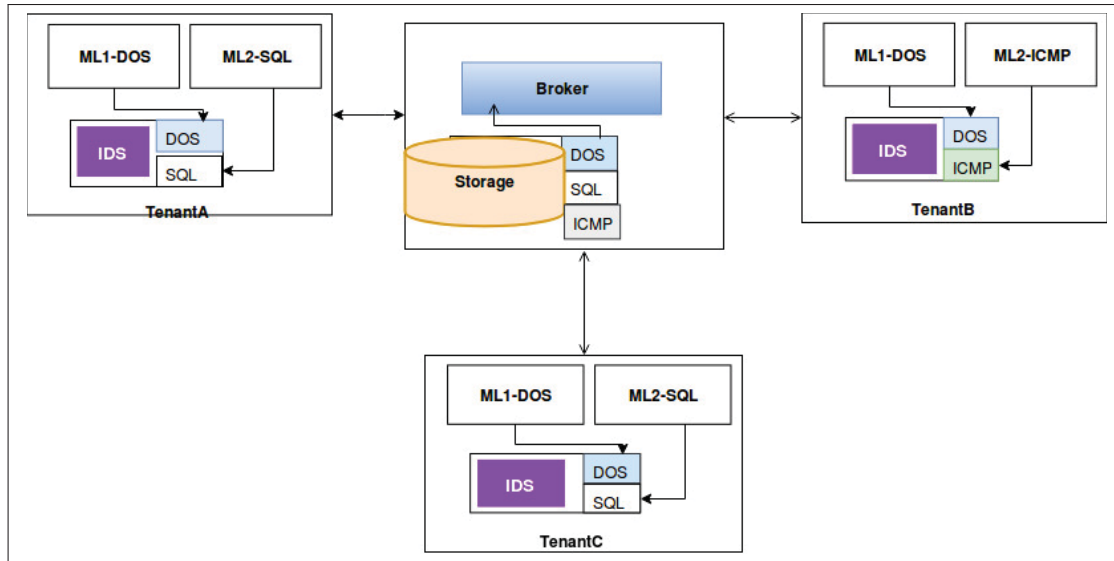 ML1-DOS
ML2-SQL
IDS
DOS
SQL
TenantA
Broker
Storage
DOS
SQL
ICMP
ML1-DOS
ML2-ICMP
IDS
DOS
ICMP
TenantB
ML1-DOS
ML2-SQL
IDS
DOS
SQL
TenantC